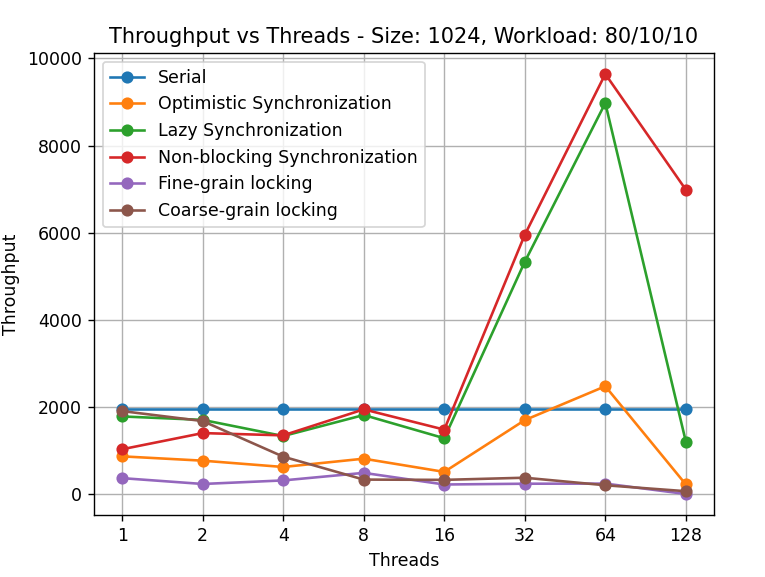 Throughput vs Threads - Size: 1024, Workload: 80/10/10
10000
8000
6000
4000
2000
0
Throughput
Serial
Optimistic Synchronization
Lazy Synchronization
Non-blocking Synchronization
Fine-grain locking
Coarse-grain locking
1 2 4 8 16 32 64 128
Threads